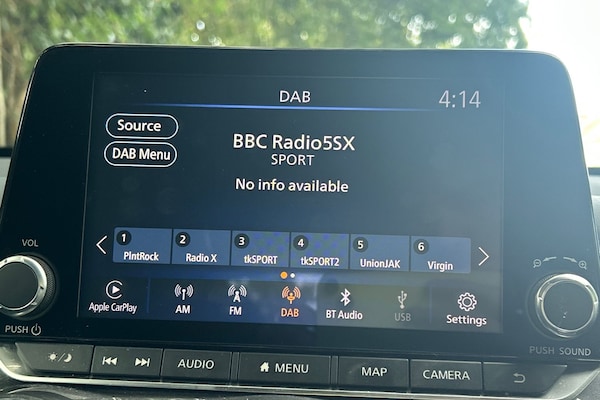 DAB
4:14
Source
DAB Menu
BBC Radio5SX
SPORT
No info available
VOL
1 PlntRock
2 Radio X
3 tkSPORT
4 tkSPORT2
5 UnionJAK
6 Virgin
Apple CarPlay
AM
FM
DAB
BT Audio
USB
Settings
PUSH
PUSH SOUND
AUDIO
MENU
MAP
CAMERA